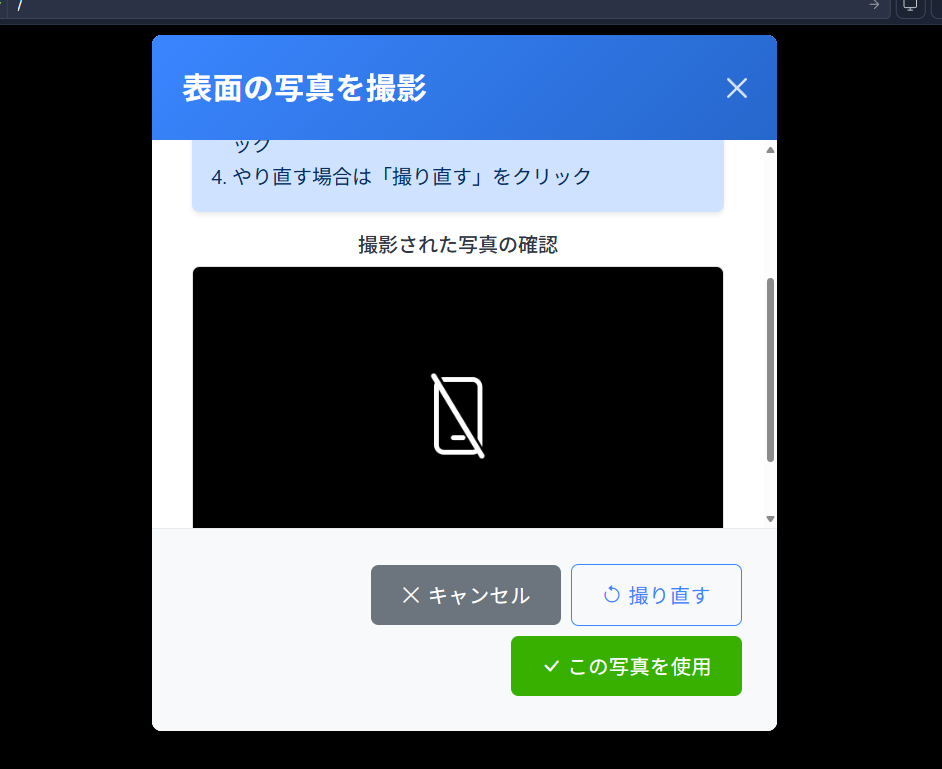 /
表面の写真を撮影
ック
4. やり直す場合は「撮り直す」をクリック
撮影された写真の確認
キャンセル
撮り直す
この写真を使用